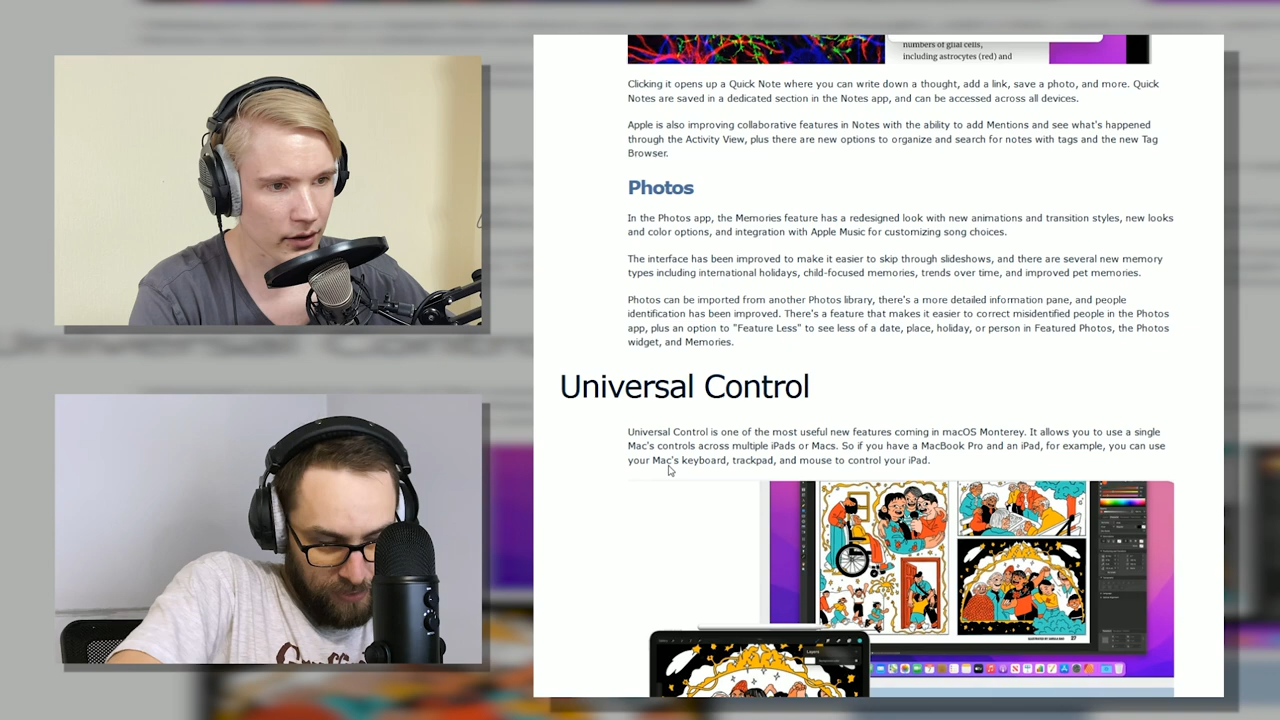 numbers of glial cells,
including astrocytes (red) and
Clicking it opens up a Quick Note where you can write down a thought, add a link, save a photo, and more. Quick
Notes are saved in a dedicated section in the Notes app, and can be accessed across all devices.
Apple is also improving collaborative features in Notes with the ability to add Mentions and see what's happened
through the Activity View, plus there are new options to organize and search for notes with tags and the new Tag
Browser.
Photos
In the Photos app, the Memories feature has a redesigned look with new animations and transition styles, new looks
and color options, and integration with Apple Music for customizing song choices.
The interface has been improved to make it easier to skip through slideshows, and there are several new memory
types including international holidays, child-focused memories, trends over time, and improved pet memories.
Photos can be imported from another Photos library, there's a more detailed information pane, and people
identification has been improved. There's a feature that makes it easier to correct misidentified people in the Photos
app, plus an option to "Feature Less" to see less of a date, place, holiday, or person in Featured Photos, the Photos
widget, and Memories.
Universal Control
Universal Control is one of the most useful new features coming in macOS Monterey. It allows you to use a single
Mac's controls across multiple iPads or Macs. So if you have a MacBook Pro and an iPad, for example, you can use
your Mac's keyboard, trackpad, and mouse to control your iPad.
27
Layers